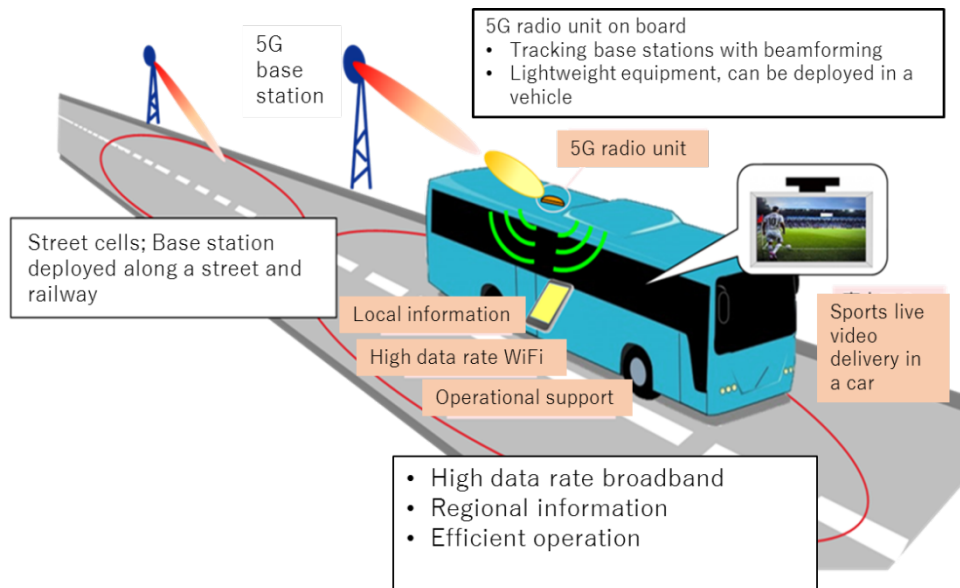 5G
base
station
5G radio unit on board
• Tracking base stations with beamforming
• Lightweight equipment, can be deployed in a
vehicle
5G radio unit
Street cells; Base station
deployed along a street and
railway
Local information
High data rate WiFi
Operational support
Sports live
video
delivery in
a car
• High data rate broadband
• Regional information
• Efficient operation